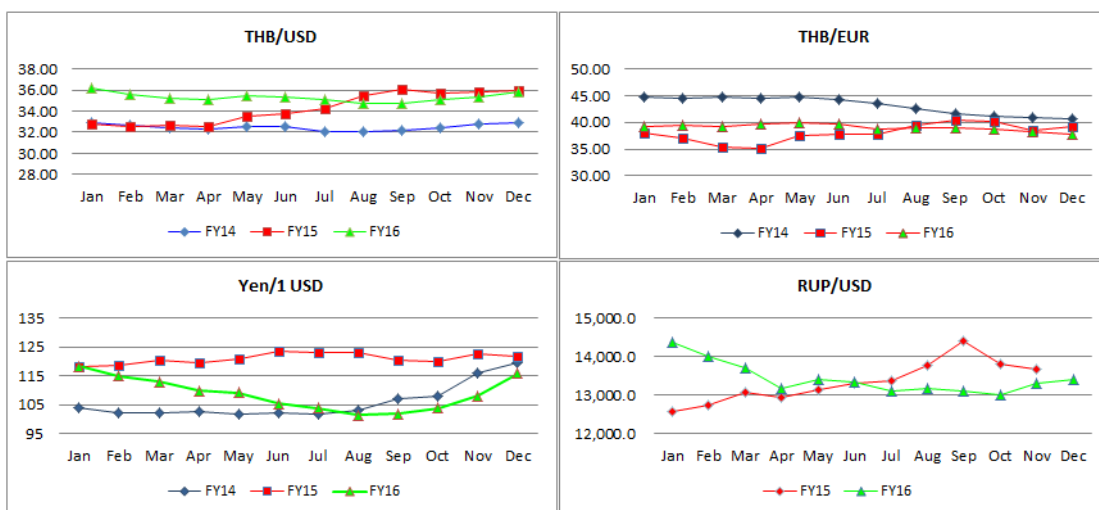 THB/USD
38.00
36.00
34.00
32.00
30.00
28.00
Jan Feb Mar Apr May Jun Jul Aug Sep Oct Nov Dec
FY14 FY15 FY16
THB/EUR
50.00
45.00
40.00
35.00
30.00
Jan Feb Mar Apr May Jun Jul Aug Sep Oct Nov Dec
FY14 FY15 FY16
Yen/1 USD
135
125
115
105
95
Jan Feb Mar Apr May Jun Jul Aug Sep Oct Nov Dec
FY14 FY15 FY16
RUP/USD
15,000.0
14,000.0
13,000.0
12,000.0
Jan Feb Mar Apr May Jun Jul Aug Sep Oct Nov Dec
FY15 FY16